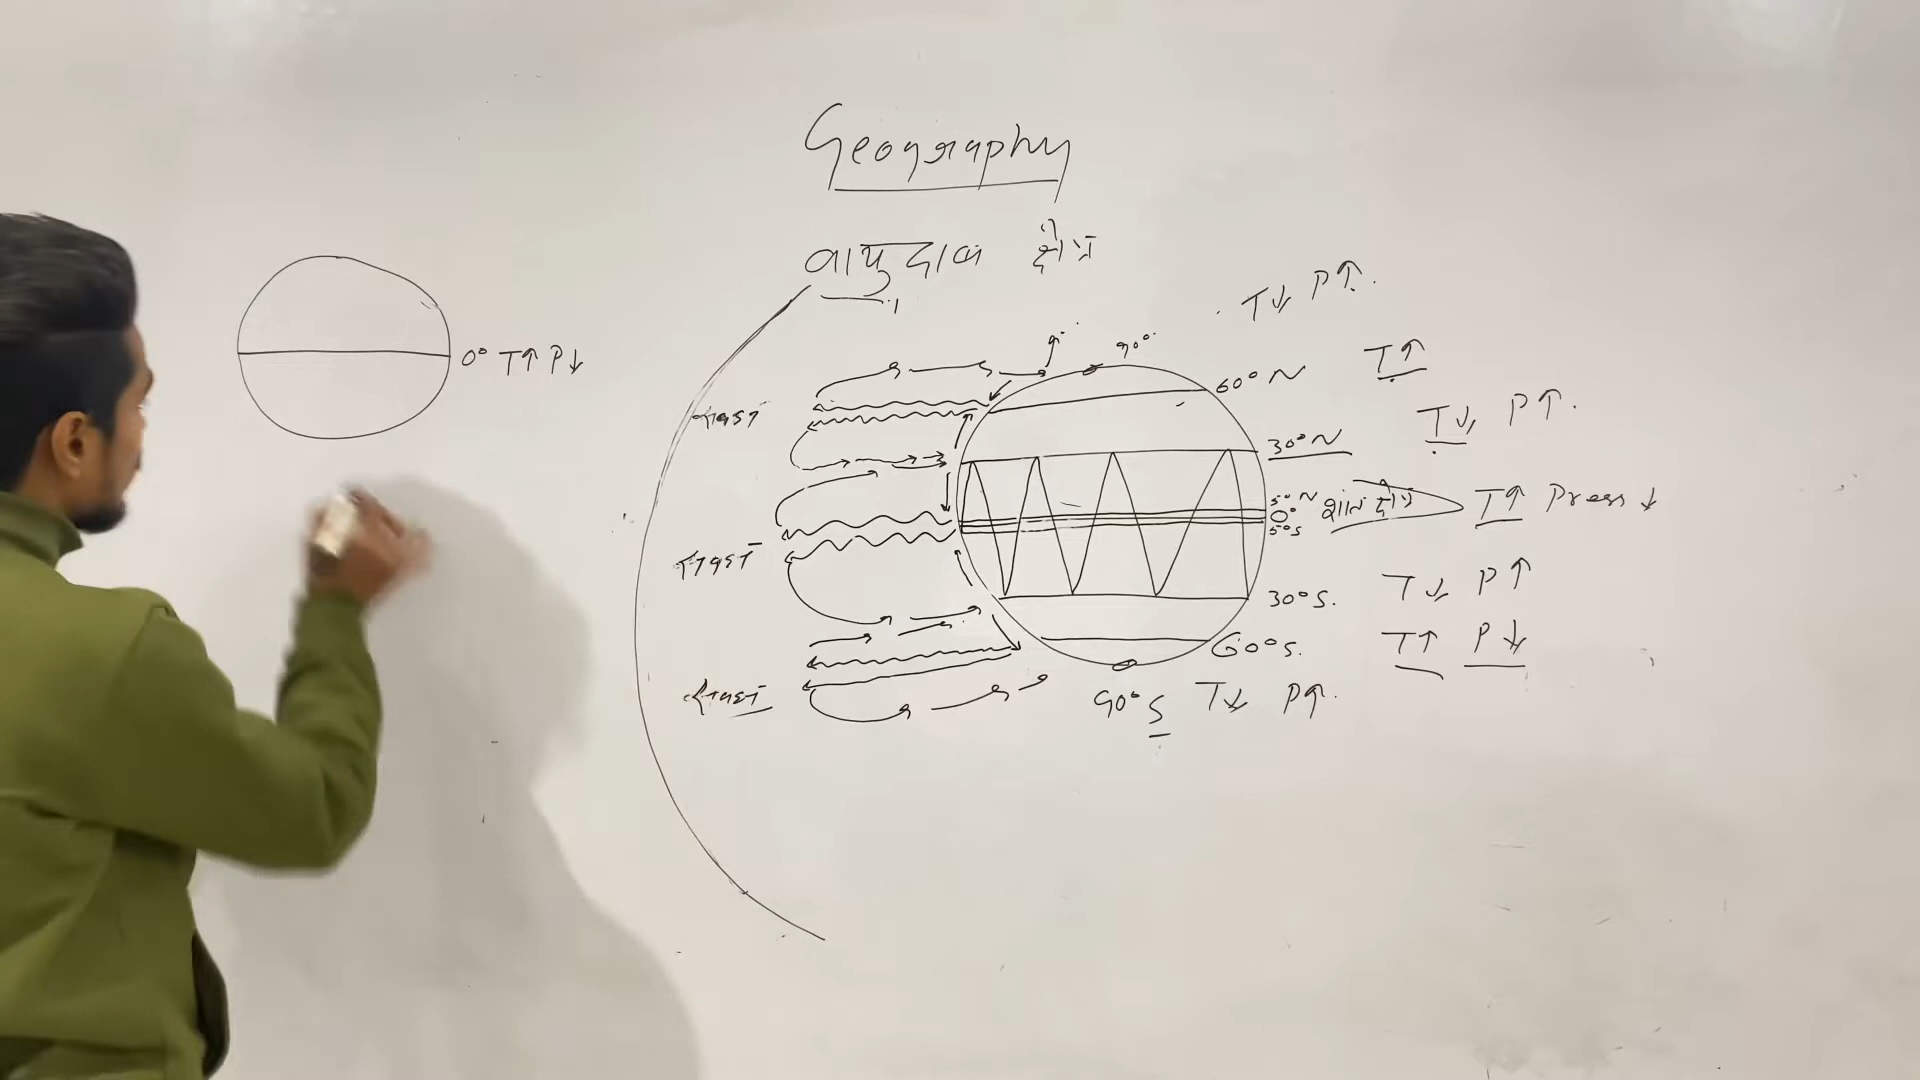 Geography
वायुदाब क्षेत्र
T↓ P↑.
90°
60°N T↑
T↓ P↑.
30°N
0° T↑ P↓
5°N
0° शान्त क्षेत्र T↑ Press↓
5°S
30°S. T↓ P↑
60°S. T↑ P↓
90°S T↓ P↑.